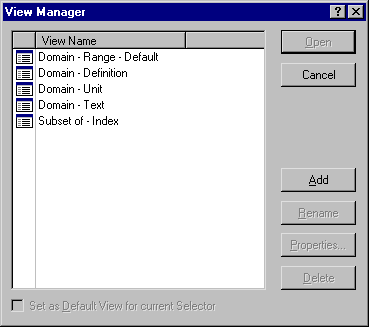 View Manager
View Name
Domain - Range - Default
Domain - Definition
Domain - Unit
Domain - Text
Subset of - Index
Open
Cancel
Add
Rename
Properties...
Delete
Set as Default View for current Selector